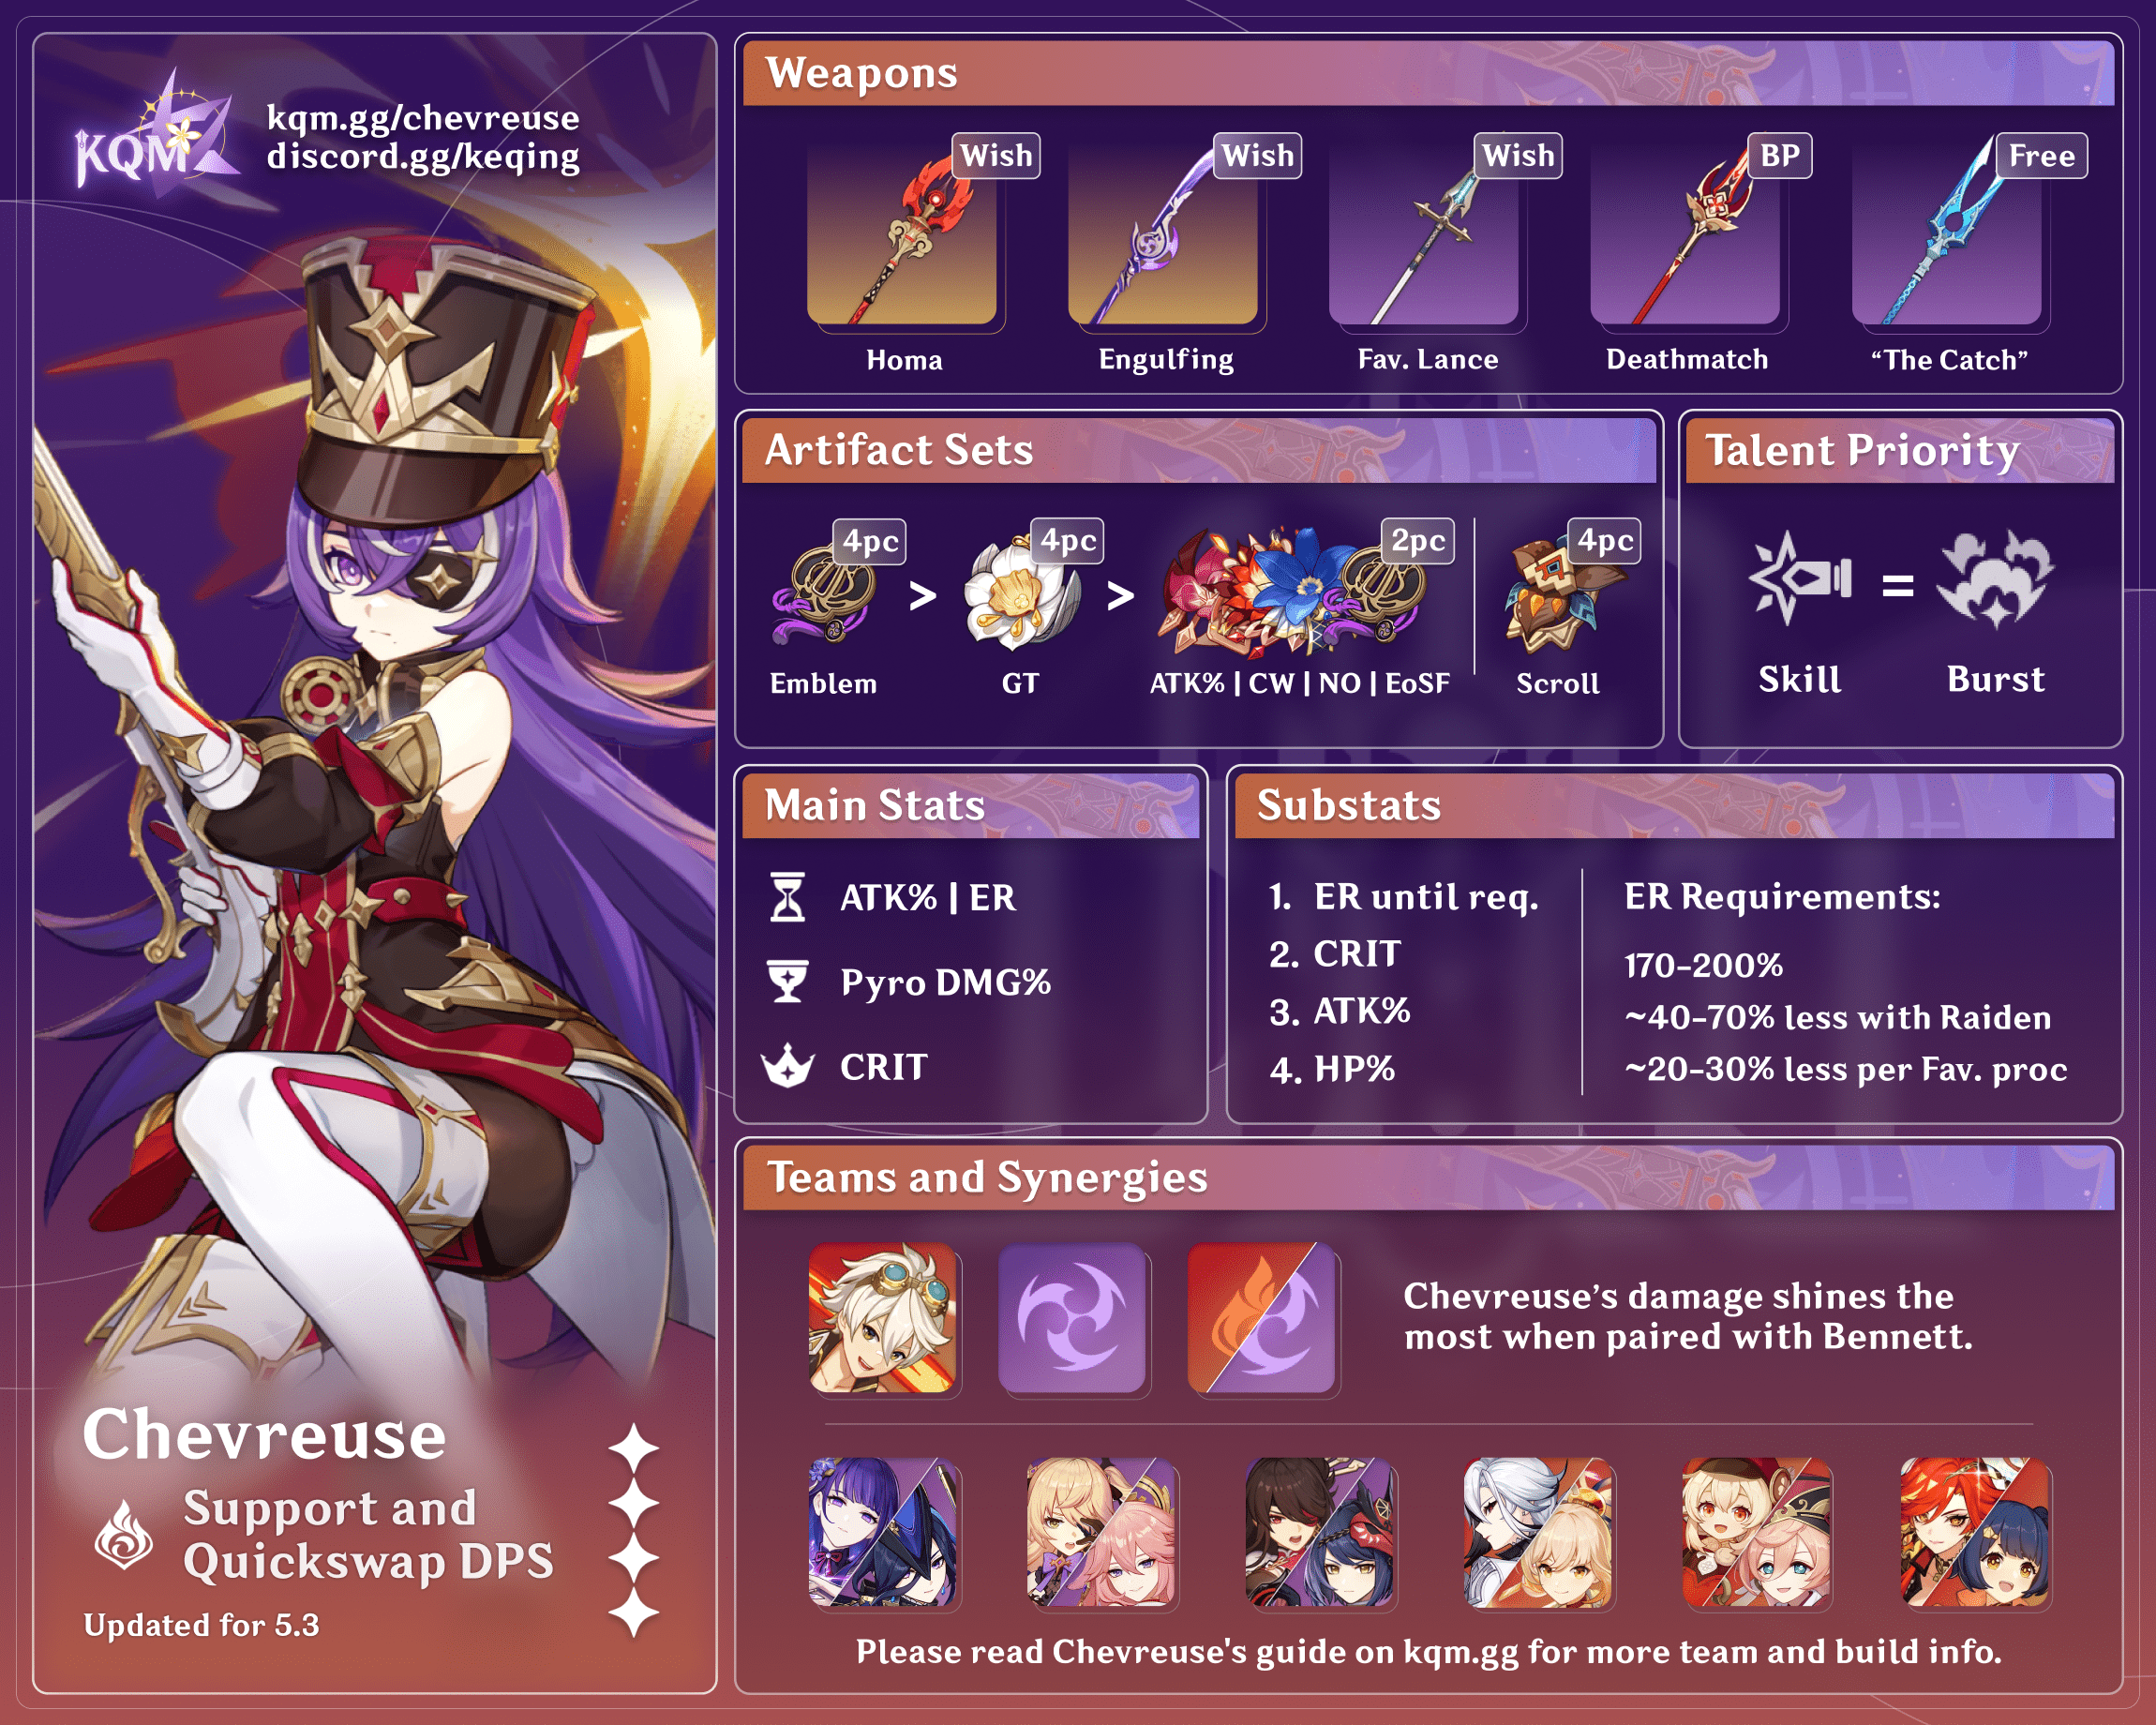 KQM
kqm.gg/chevreuse
discord.gg/keqing
Chevreuse
Support and
Quickswap DPS
Updated for 5.3
Weapons
Wish
Wish
Wish
BP
Free
Homa
Engulfing
Fav. Lance
Deathmatch
“The Catch”
Artifact Sets
4pc
4pc
2pc
4pc
> >
Emblem
GT
ATK% | CW | NO | EoSF
Scroll
Talent Priority
=
Skill
Burst
Main Stats
ATK% | ER
Pyro DMG%
CRIT
Substats
1. ER until req.
2. CRIT
3. ATK%
4. HP%
ER Requirements:
170-200%
~40-70% less with Raiden
~20-30% less per Fav. proc
Teams and Synergies
Chevreuse’s damage shines the
most when paired with Bennett.
Please read Chevreuse's guide on kqm.gg for more team and build info.